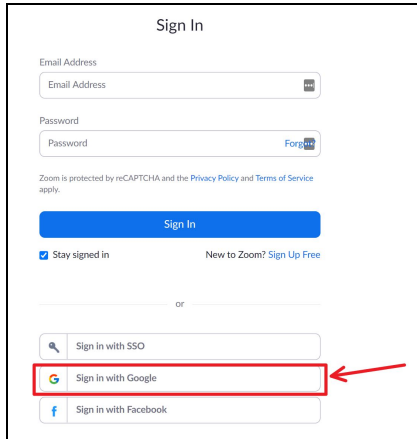 Sign In
Email Address
Email Address
Password
Password
Zoom is protected by reCAPTCHA and the Privacy Policy and Terms of Service
apply.
Sign In
Stay signed in New to Zoom? Sign Up Free
or
Sign in with SSO
Sign in with Google
Sign in with Facebook